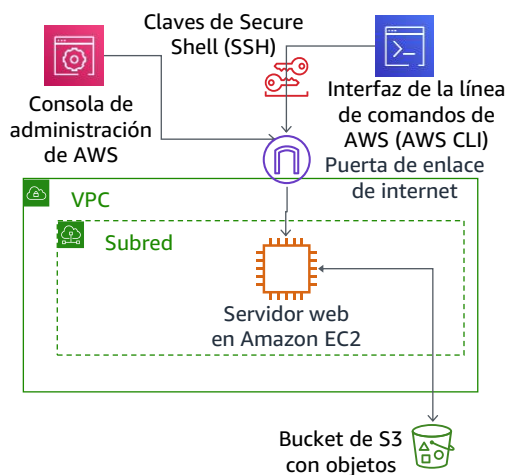 Claves de Secure
Shell (SSH)
Consola de
administración
de AWS
Interfaz de la línea
de comandos de
AWS (AWS CLI)
Puerta de enlace
de internet
VPC
Subred
Servidor web
en Amazon EC2
Bucket de S3
con objetos